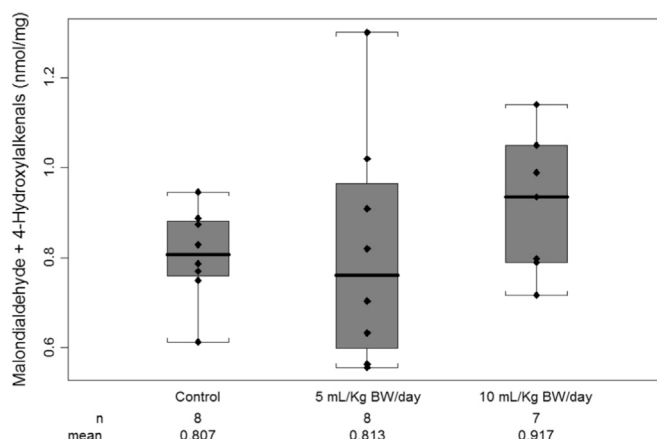 Malondialdehyde + 4-Hydroxylalkenals (nmol/mg)
1.2
1.0
0.8
0.6
Control 5 mL/Kg BW/day 10 mL/Kg BW/day
n 8 8 7
mean 0.807 0.813 0.917